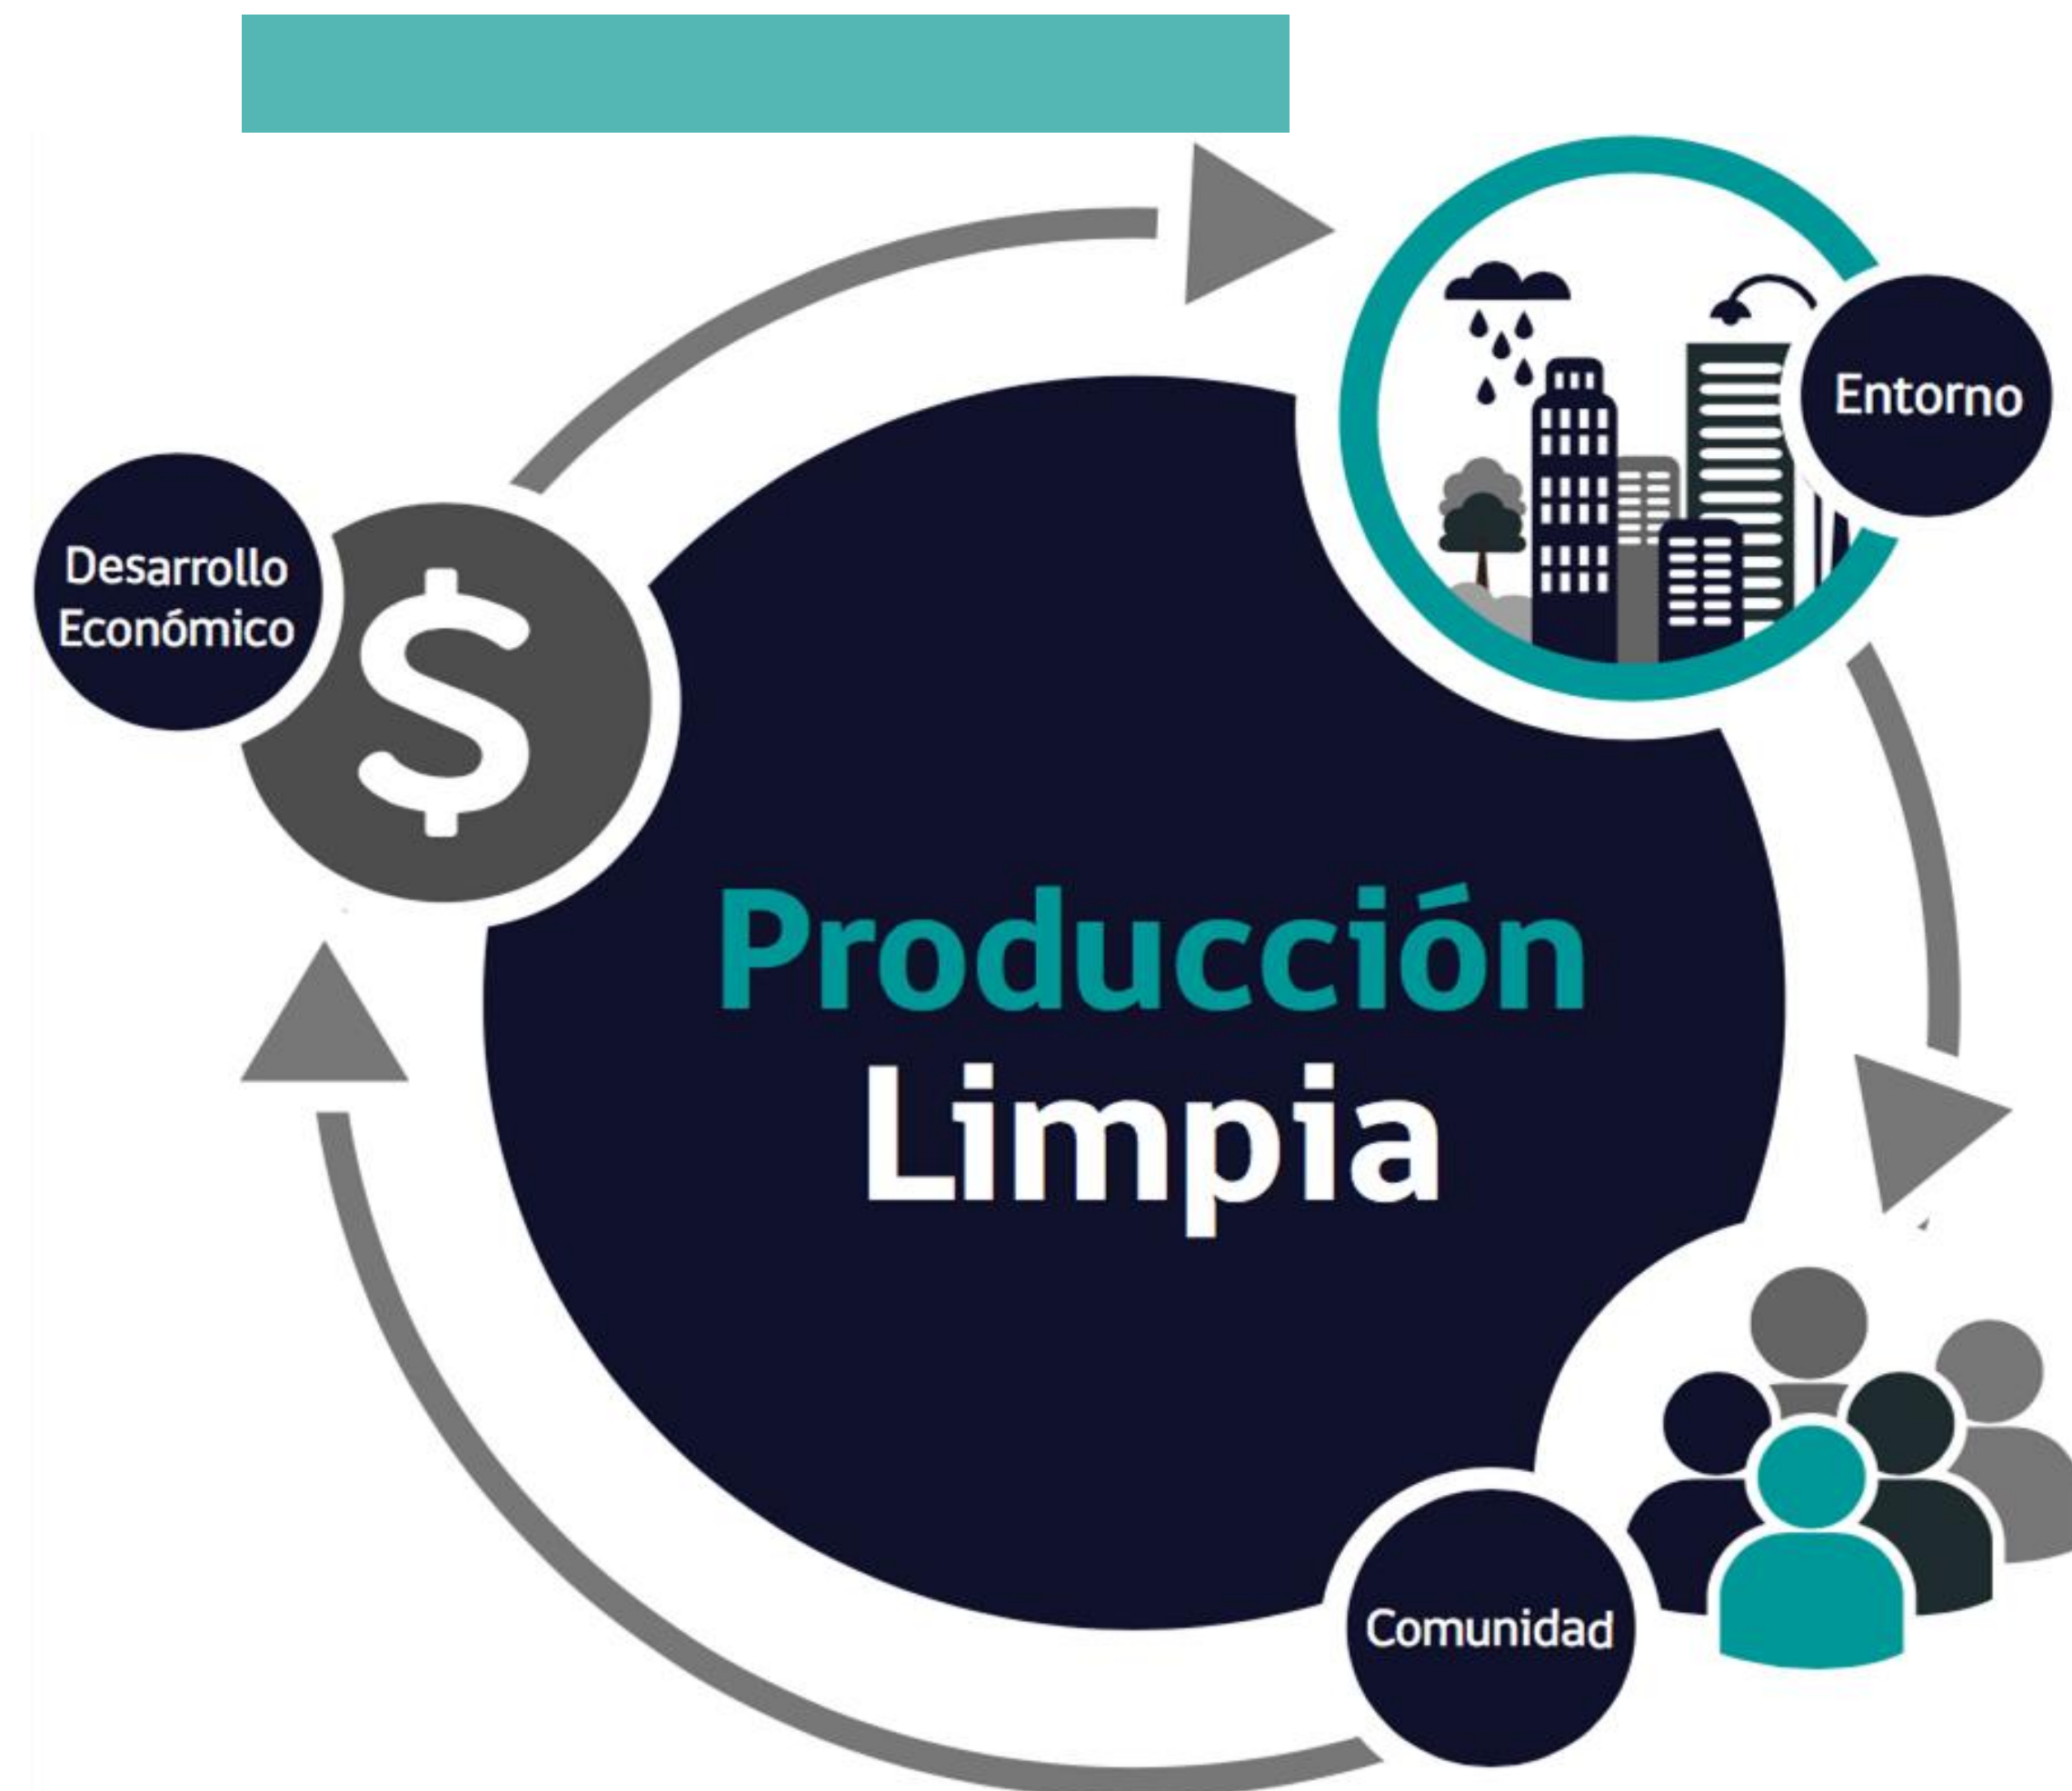 Entorno
Desarrollo
Económico
$
Producción
Limpia
Comunidad